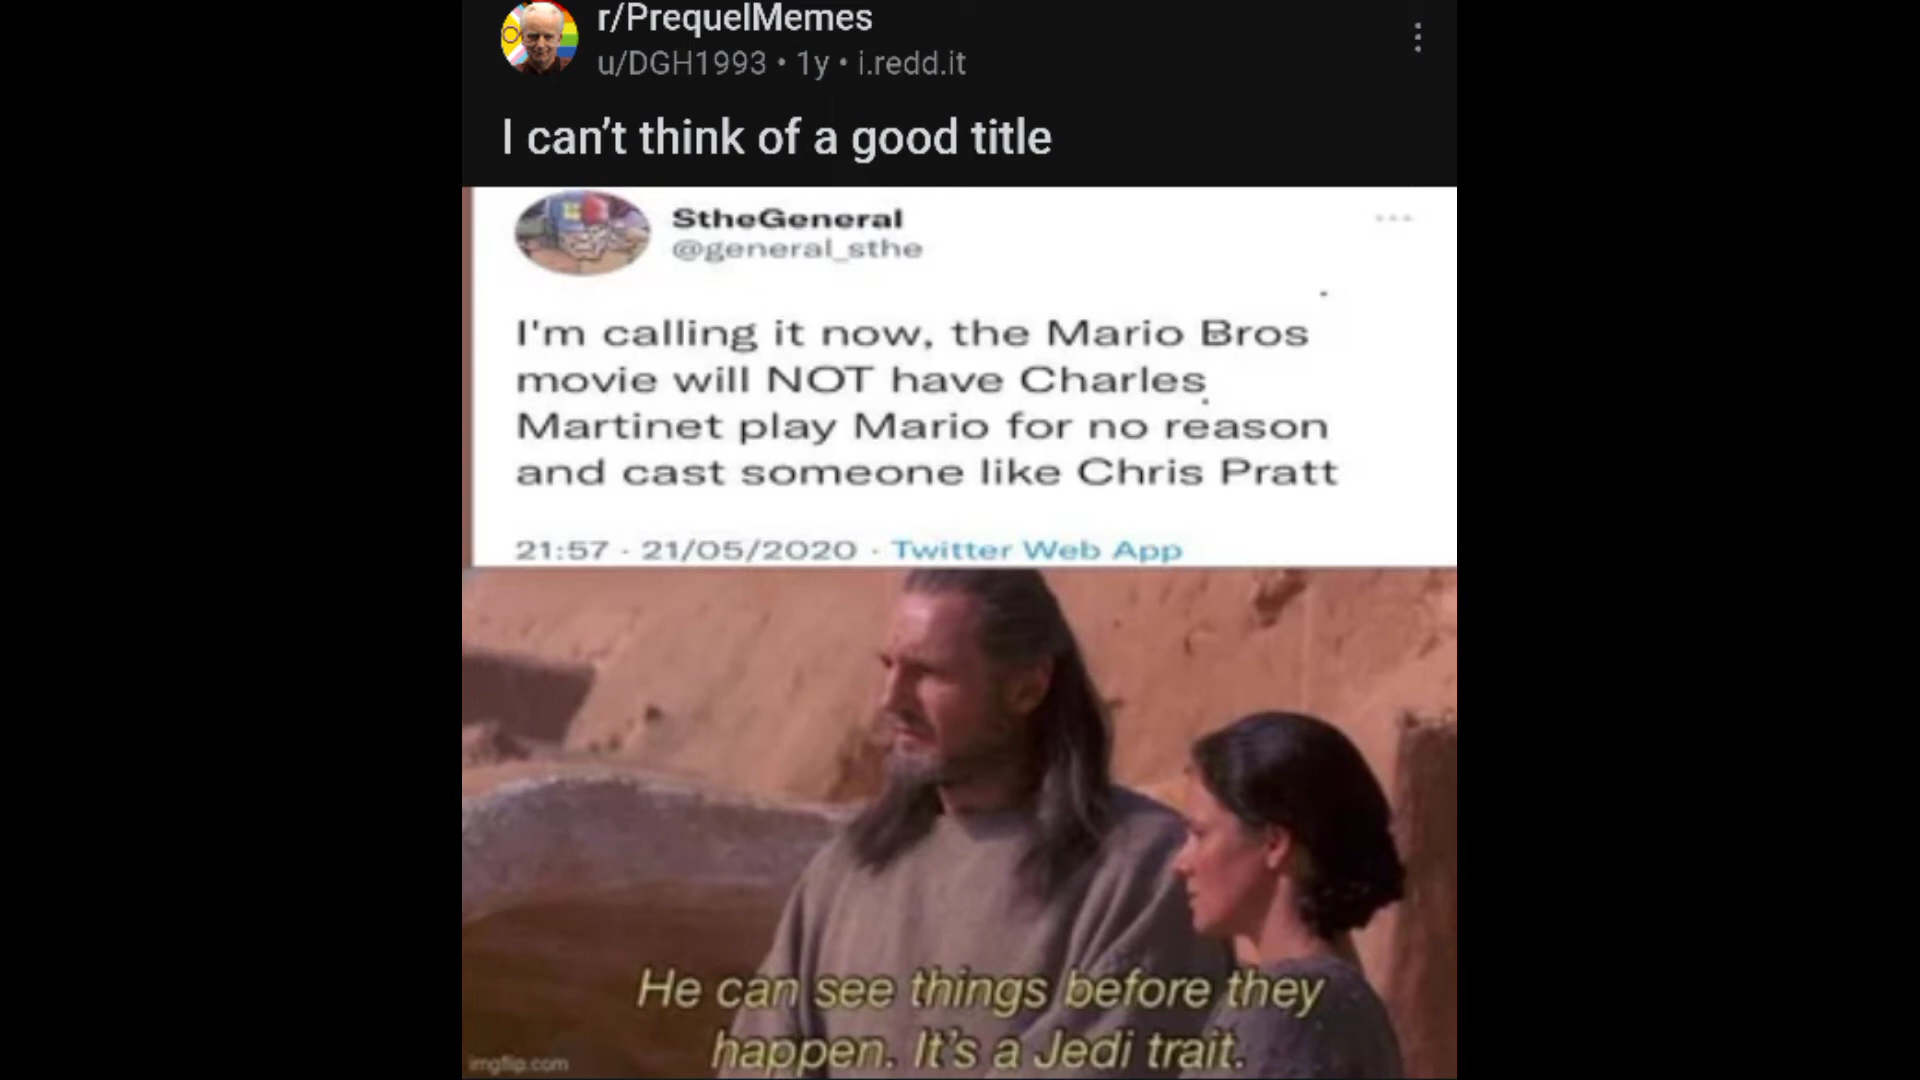 r/PrequelMemes
u/DGH1993 • 1y • i.redd.it
I can't think of a good title
StheGeneral
@general_sthe
I'm calling it now, the Mario Bros
movie will NOT have Charles
Martinet play Mario for no reason
and cast someone like Chris Pratt
21:57 · 21/05/2020 · Twitter Web App
He can see things before they
happen. It's a Jedi trait.
imgflip.com